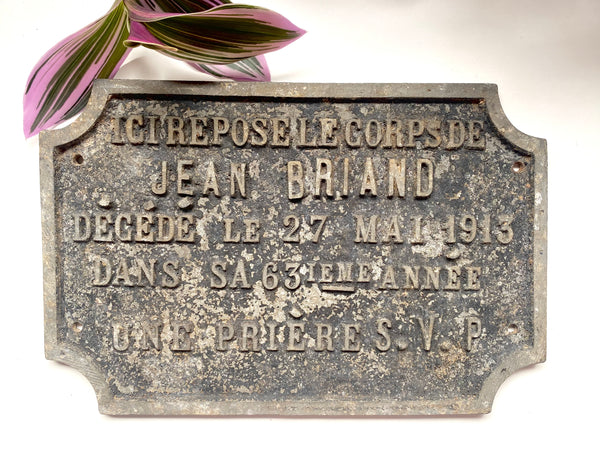 ICI REPOSE LE CORPS DE
JEAN BRIAND
DÉCÉDÉ LE 27 MAI 1913
DANS SA 63IEME ANNÉE
UNE PRIÈRE S.V.P